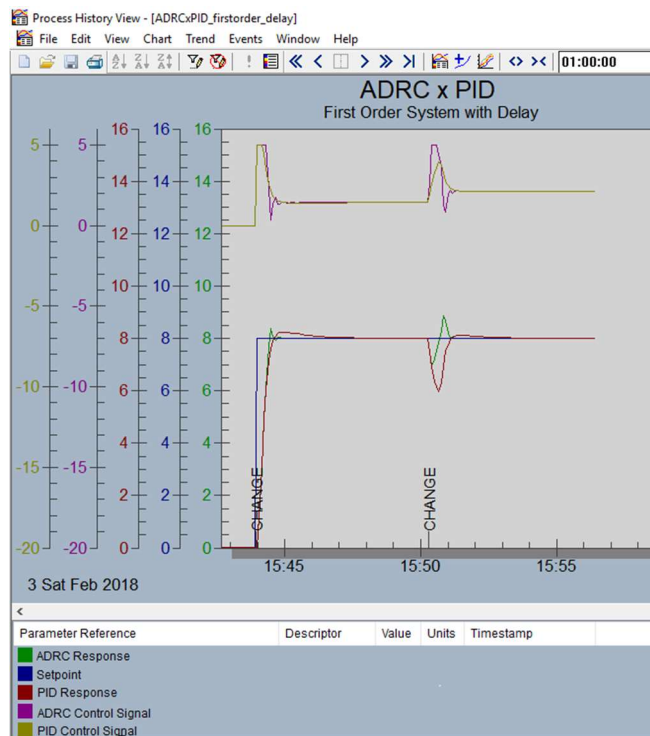 Process History View - [ADRCxPID_firstorder_delay]
File Edit View Chart Trend Events Window Help
01:00:00
ADRC x PID
First Order System with Delay
5 5 16 16 16
14 14 14
0 0 12 12 12
-5 -5 10 10 10
8 8 8
-10 -10 6 6 6
4 4 4
-15 -15 2 2 2
-20 -20 0 0 0
CHANGE CHANGE
15:45 15:50 15:55
3 Sat Feb 2018
Parameter Reference Descriptor Value Units Timestamp
ADRC Response
Setpoint
PID Response
ADRC Control Signal
PID Control Signal